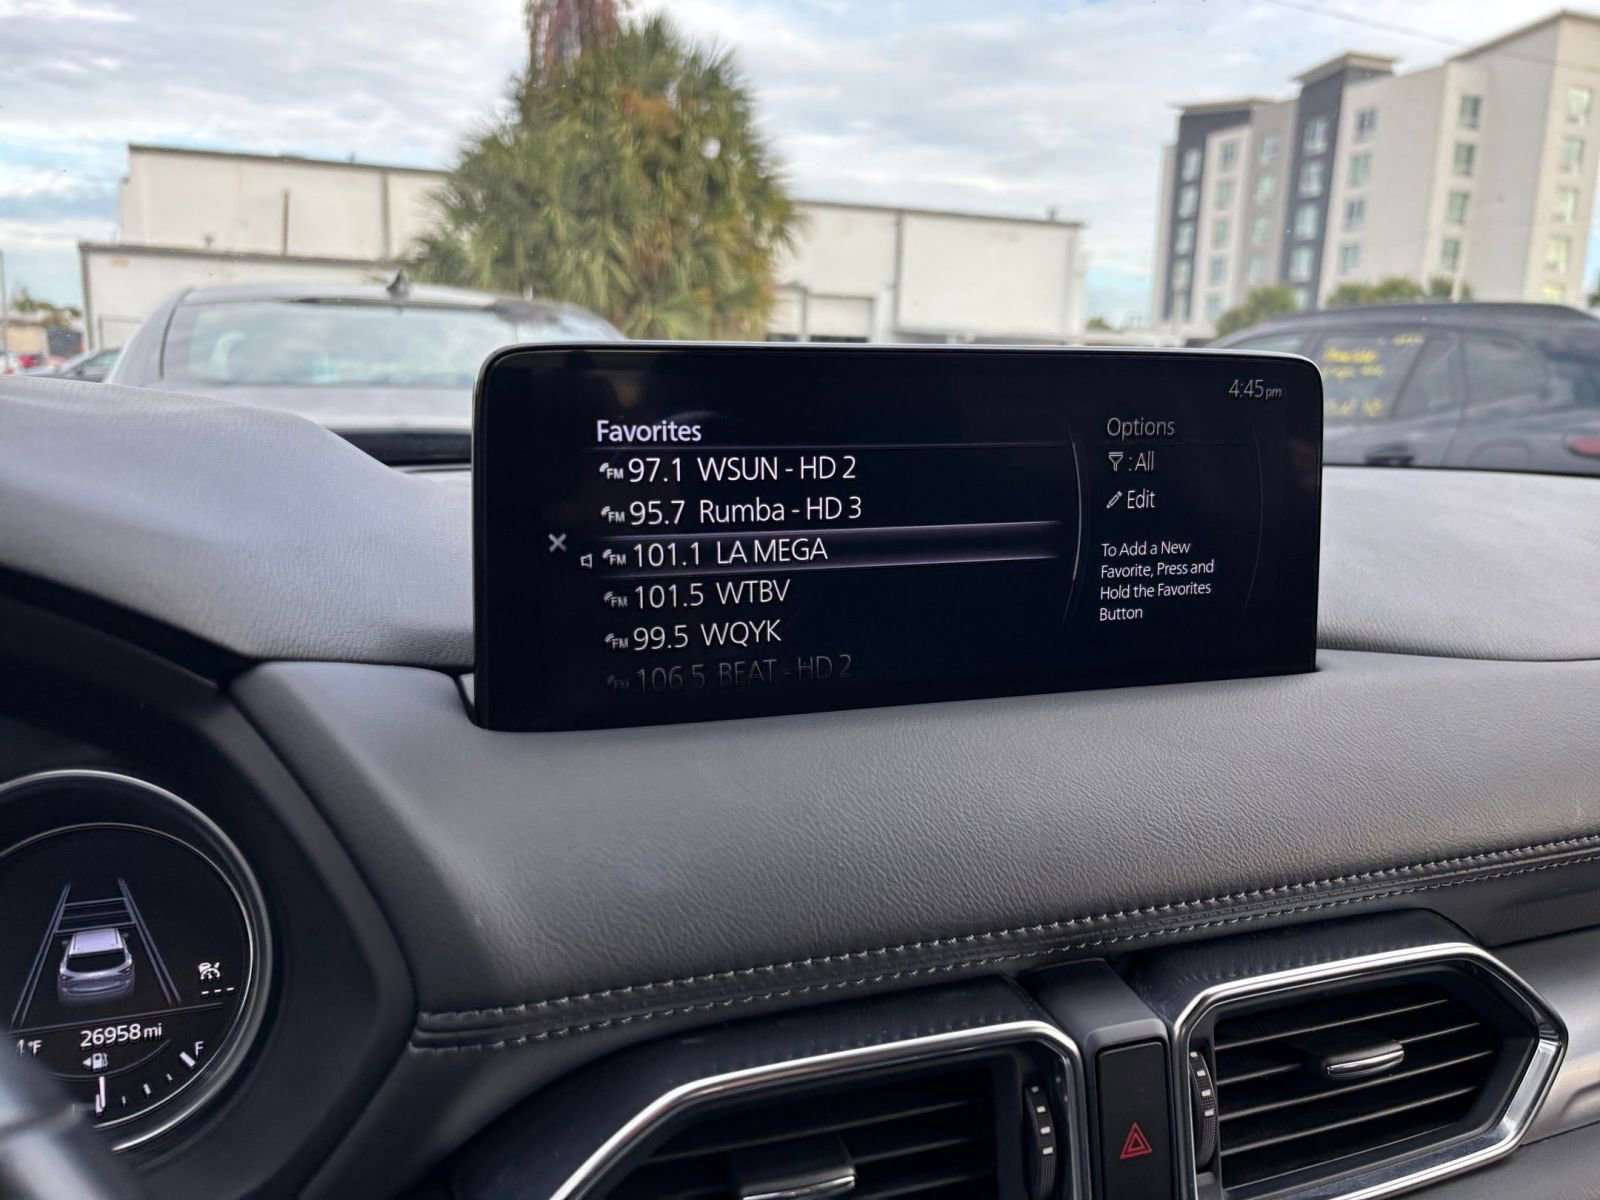 4:45pm
Favorites
FM 97.1 WSUN - HD 2
FM 95.7 Rumba - HD 3
FM 101.1 LA MEGA
FM 101.5 WTBV
FM 99.5 WQYK
FM 106.5 BEAT - HD 2
Options
: All
Edit
To Add a New
Favorite, Press and
Hold the Favorites
Button
26958 mi
°F
F